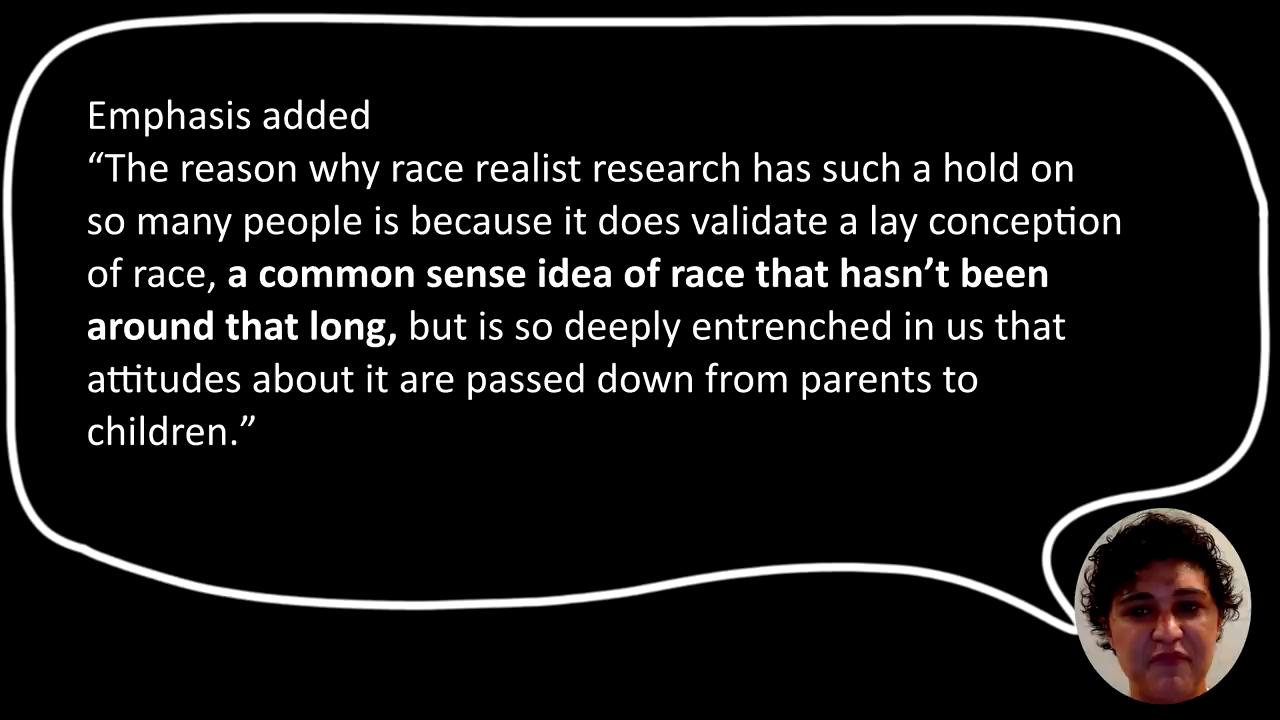 Emphasis added
“The reason why race realist research has such a hold on
so many people is because it does validate a lay conception
of race, a common sense idea of race that hasn’t been
around that long, but is so deeply entrenched in us that
attitudes about it are passed down from parents to
children.”